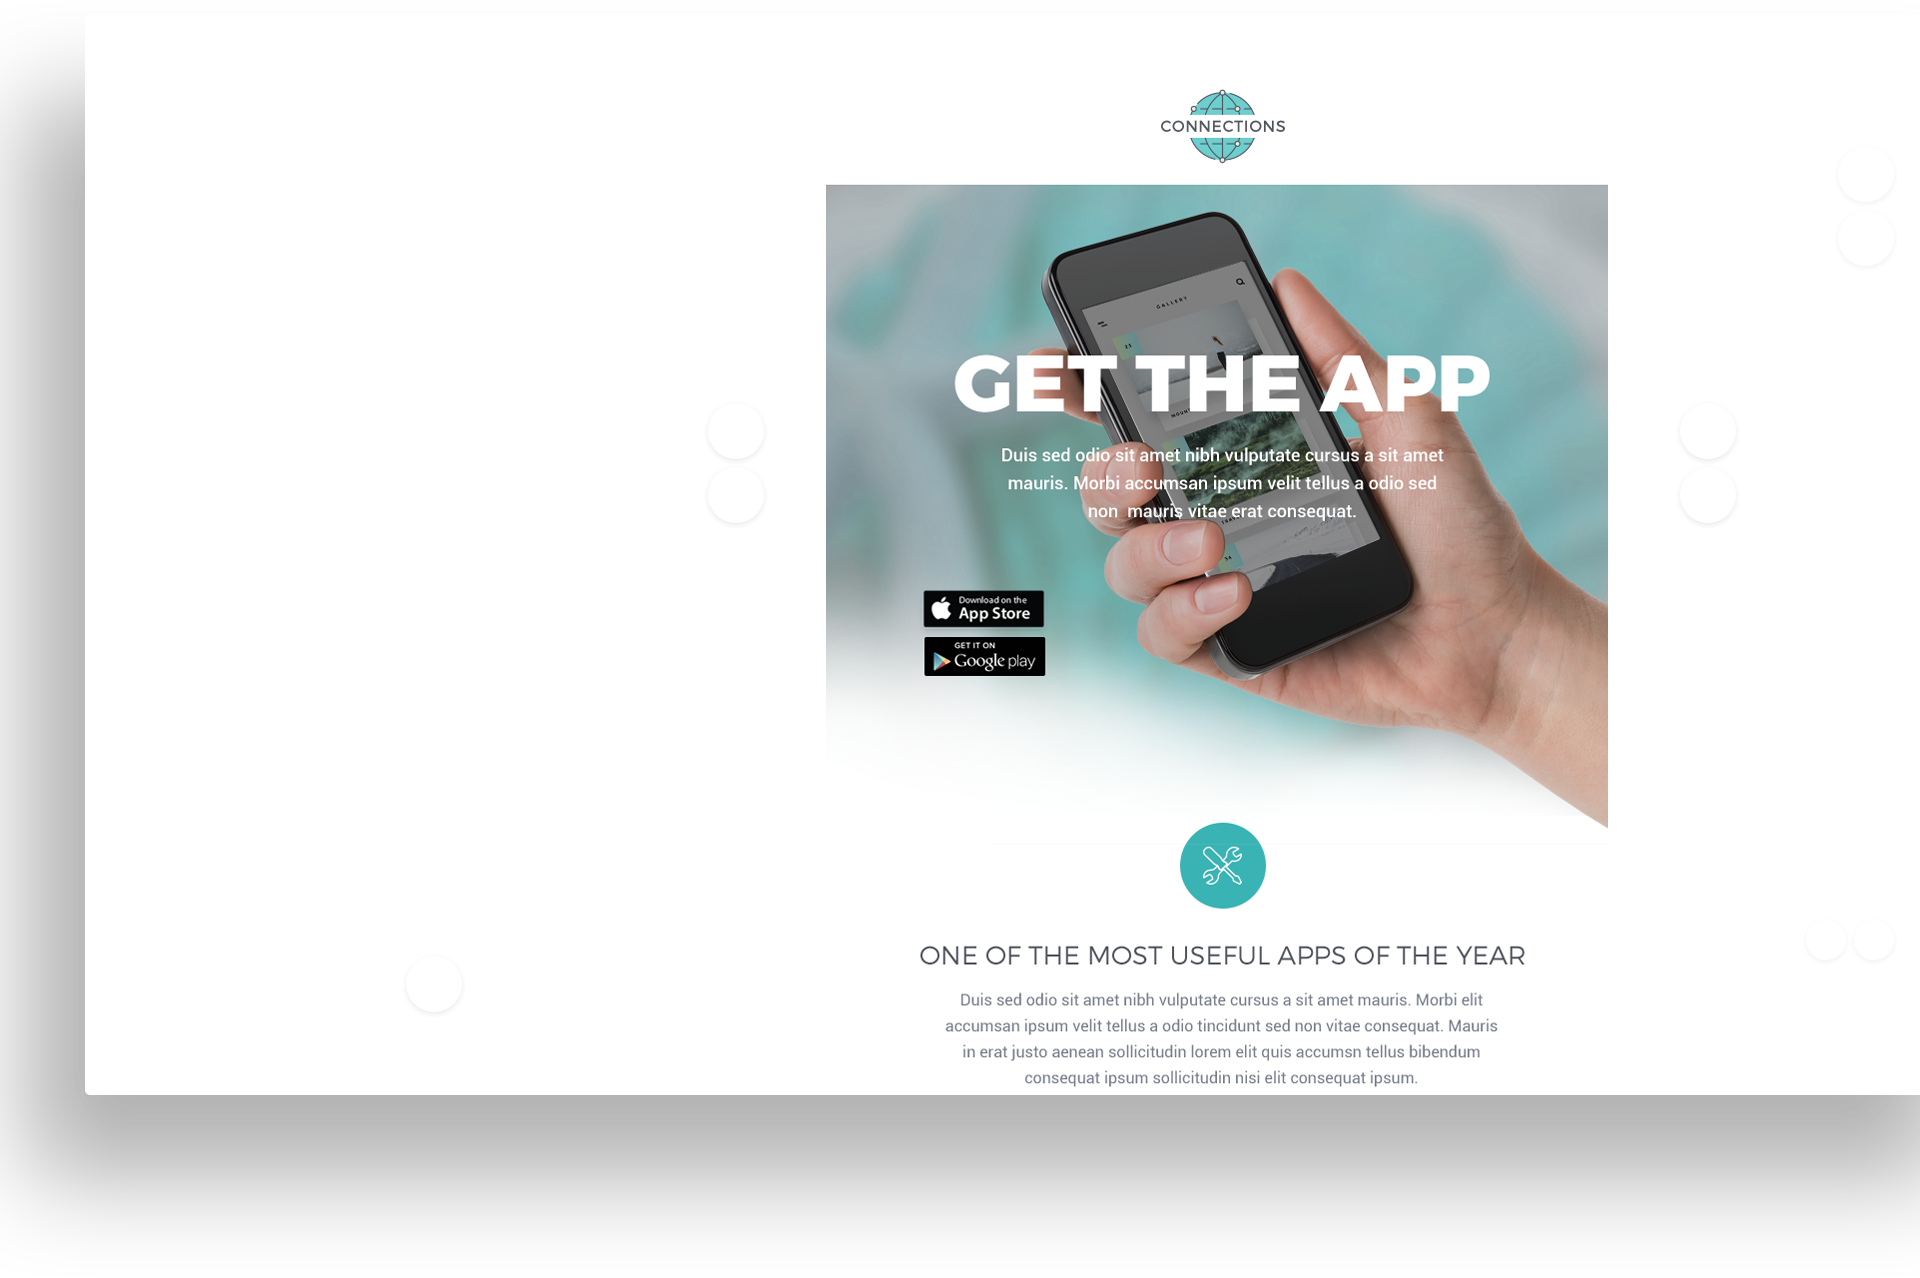 CONNECTIONS
GALLERY
23
GET THE APP
Duis sed odio sit amet nibh vulputate cursus a sit amet
mauris. Morbi accumsan ipsum velit tellus a odio sed
non  mauris vitae erat consequat.
Download on the
App Store
GET IT ON
Google play
ONE OF THE MOST USEFUL APPS OF THE YEAR
Duis sed odio sit amet nibh vulputate cursus a sit amet mauris. Morbi elit
accumsan ipsum velit tellus a odio tincidunt sed non vitae consequat. Mauris
in erat justo aenean sollicitudin lorem elit quis accumsn tellus bibendum
consequat ipsum sollicitudin nisi elit consequat ipsum.